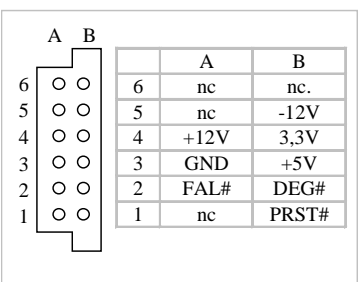 A B
A B
6 6 nc nc.
5 5 nc -12V
4 4 +12V 3,3V
3 3 GND +5V
2 2 FAL# DEG#
1 1 nc PRST#